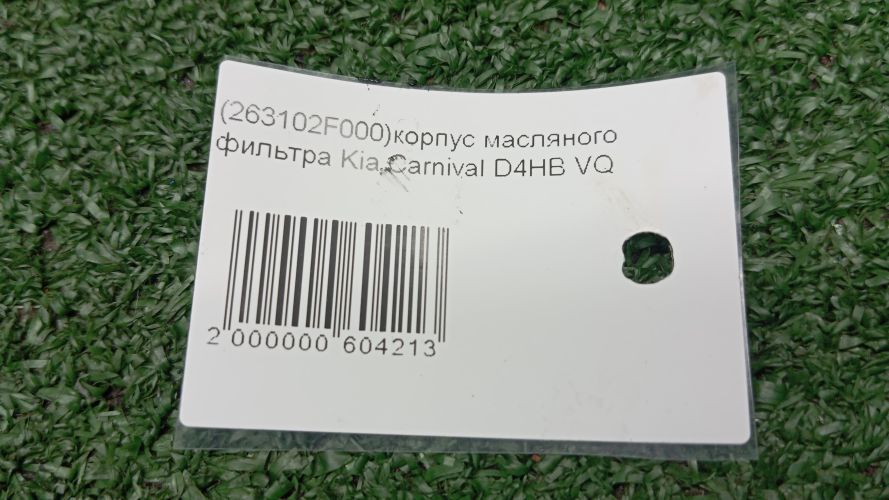 (263102F000)корпус масляного
фильтра Kia Carnival D4HB VQ
2 000000 604213